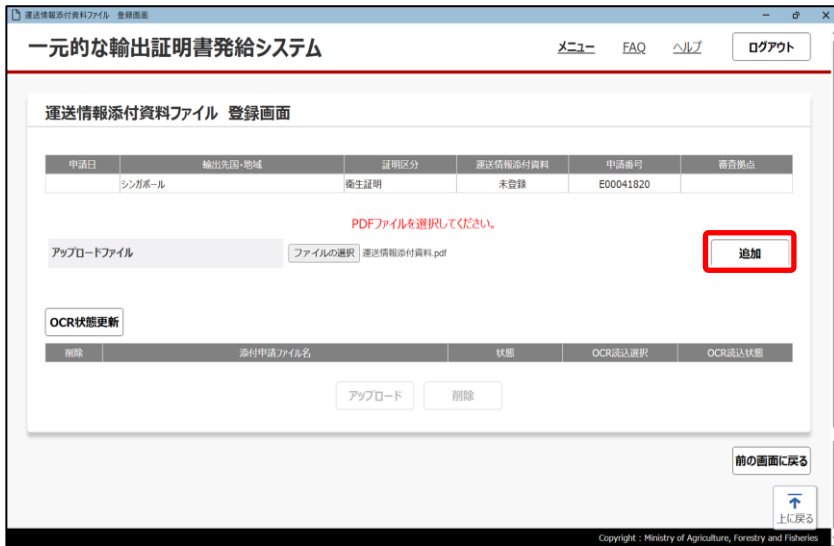 運送情報添付資料ファイル 登録画面
一元的な輸出証明書発給システム メニュー FAQ ヘルプ ログアウト
運送情報添付資料ファイル 登録画面
申請日 輸出先国・地域 証明区分 運送情報添付資料 申請番号 審査拠点
シンガポール 衛生証明 未登録 E00041820
PDFファイルを選択してください。
アップロードファイル ファイルの選択 運送情報添付資料.pdf 追加
OCR状態更新
削除 添付申請ファイル名 状態 OCR読込選択 OCR読込状態
アップロード 削除
前の画面に戻る
上に戻る
Copyright : Ministry of Agriculture, Forestry and Fisheries